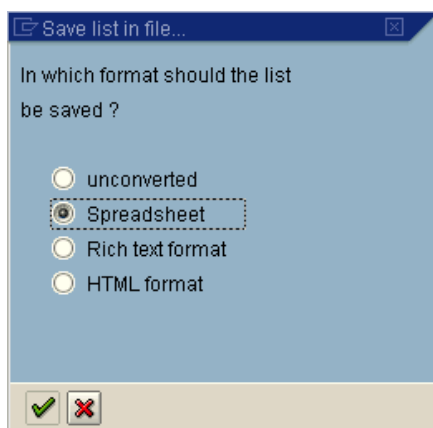 Save list in file...
In which format should the list
be saved ?
unconverted
Spreadsheet
Rich text format
HTML format